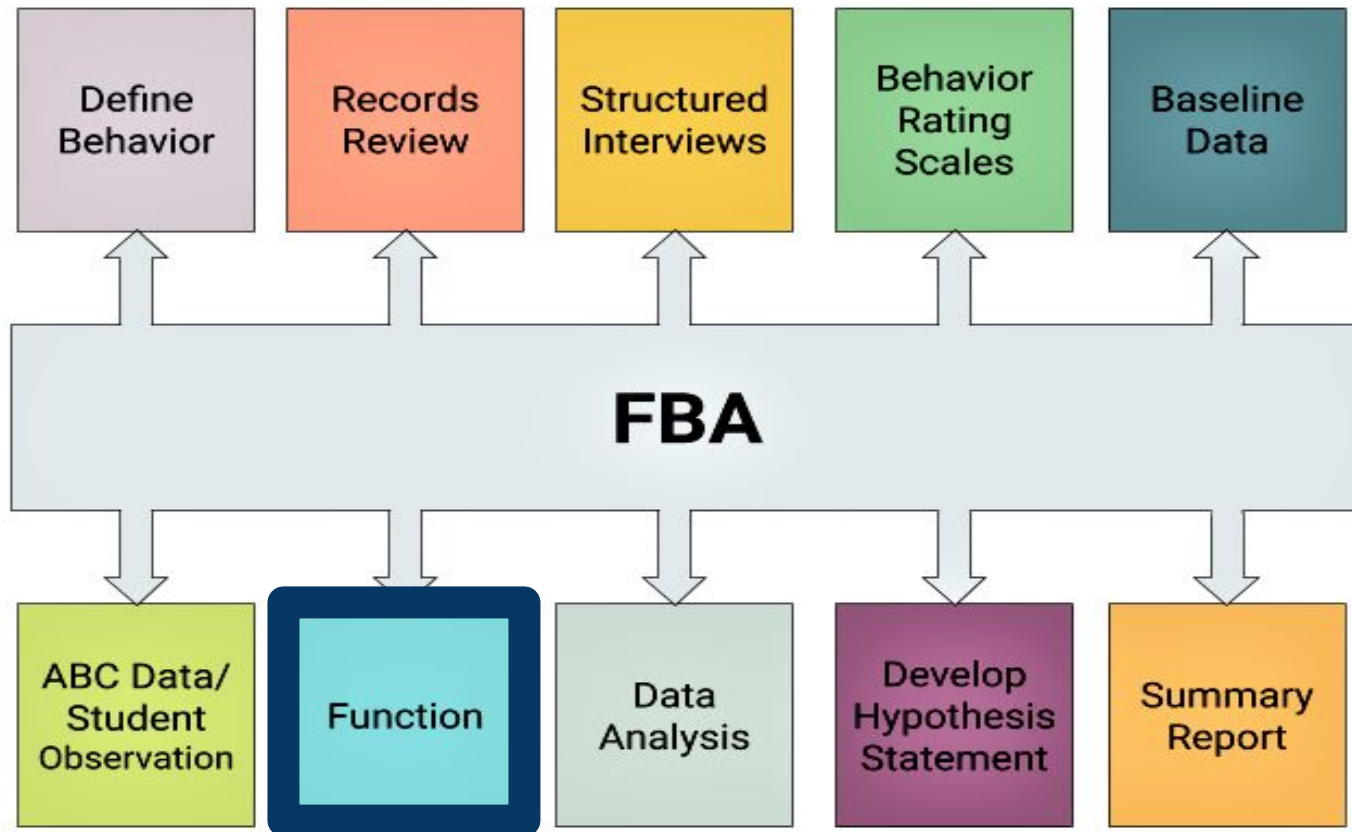 Define
Behavior
Records
Review
Structured
Interviews
Behavior
Rating
Scales
Baseline
Data
FBA
ABC Data/
Student
Observation
Function
Data
Analysis
Develop
Hypothesis
Statement
Summary
Report